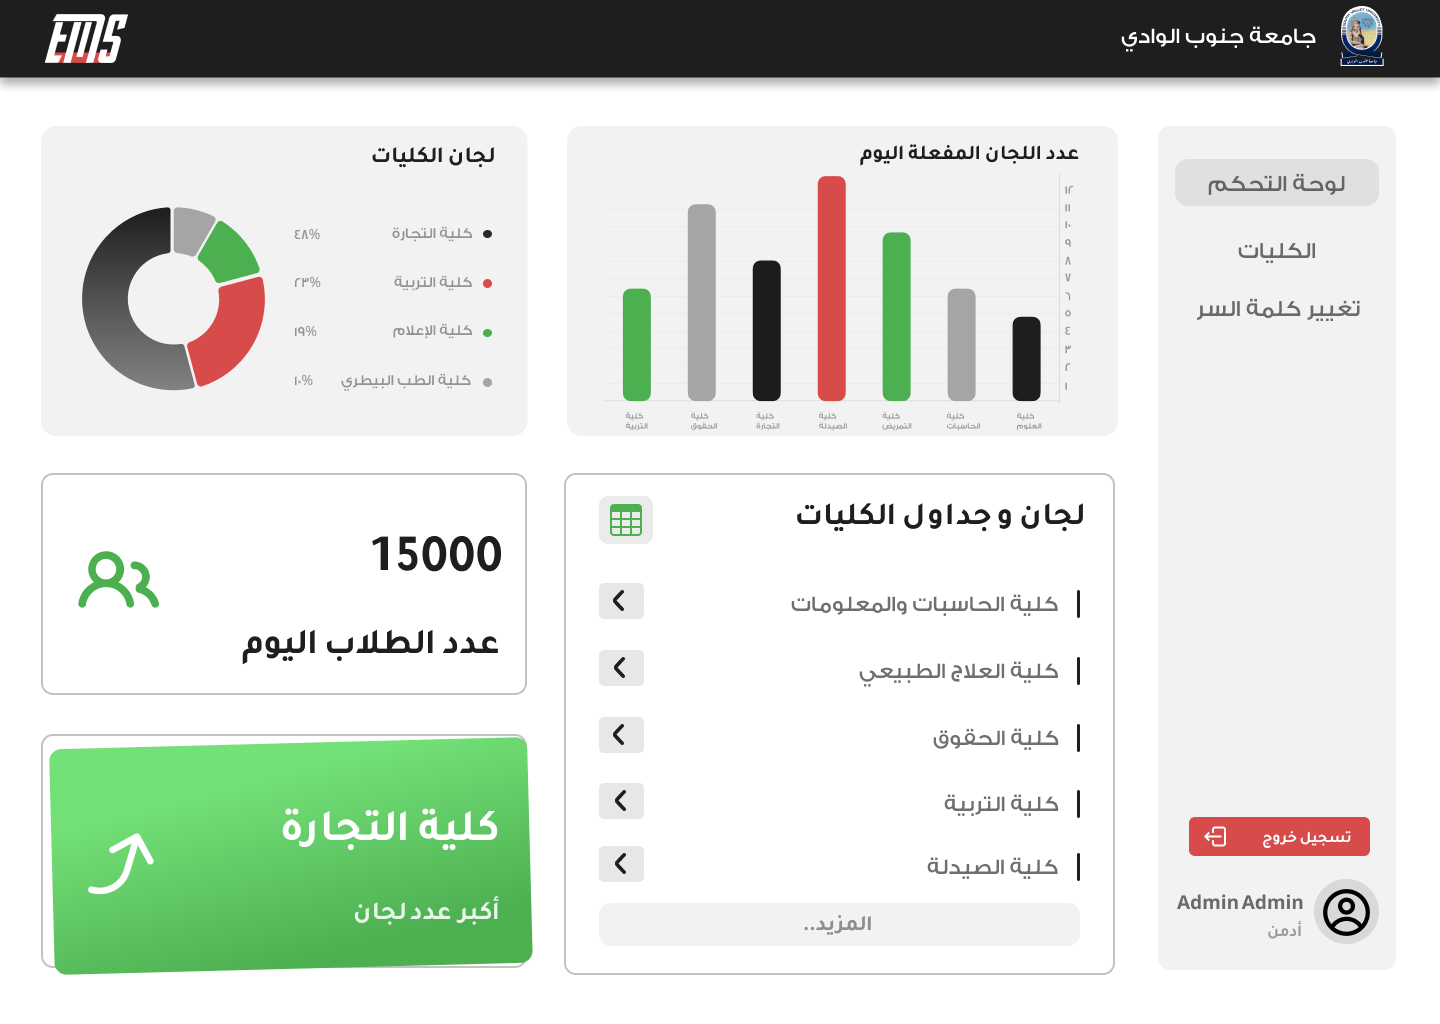 جامعة جنوب الوادي
EMS
لوحة التحكم
الكليات
تغيير كلمة السر
تسجيل خروج
Admin Admin
أدمن
عدد اللجان المفعلة اليوم
١٢
١١
١٠
٩
٨
٧
٦
٥
٤
٣
٢
١
كلية العلوم
كلية الحاسبات
كلية التمريض
كلية الصيدلة
كلية التجارة
كلية الحقوق
كلية التربية
لجان الكليات
كلية التجارة ٤٨%
كلية التربية ٢٣%
كلية الإعلام ١٩%
كلية الطب البيطري ١٠%
لجان و جداول الكليات
كلية الحاسبات والمعلومات
كلية العلاج الطبيعي
كلية الحقوق
كلية التربية
كلية الصيدلة
المزيد..
15000
عدد الطلاب اليوم
كلية التجارة
أكبر عدد لجان